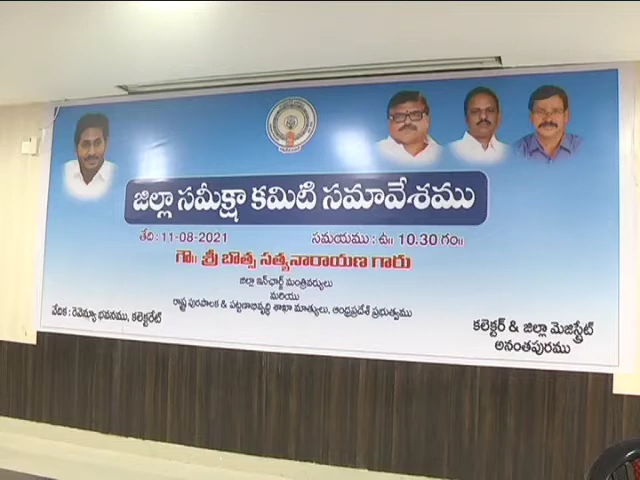 జిల్లా సమీక్షా కమిటి సమావేశము
తేది : 11-08-2021 సమయము : ఉ॥ 10.30 గం॥
గౌ॥ శ్రీ బొత్స సత్యనారాయణ గారు
జిల్లా ఇన్‌ఛార్జ్ మంత్రివర్యులు
మరియు
రాష్ట్ర పురపాలక & పట్టణాభివృద్ధి శాఖా మాత్యులు, ఆంధ్రప్రదేశ్ ప్రభుత్వము
వేదిక : రెవెన్యూ భవనము, కలెక్టరేట్
కలెక్టర్ & జిల్లా మెజిస్ట్రేట్
అనంతపురము